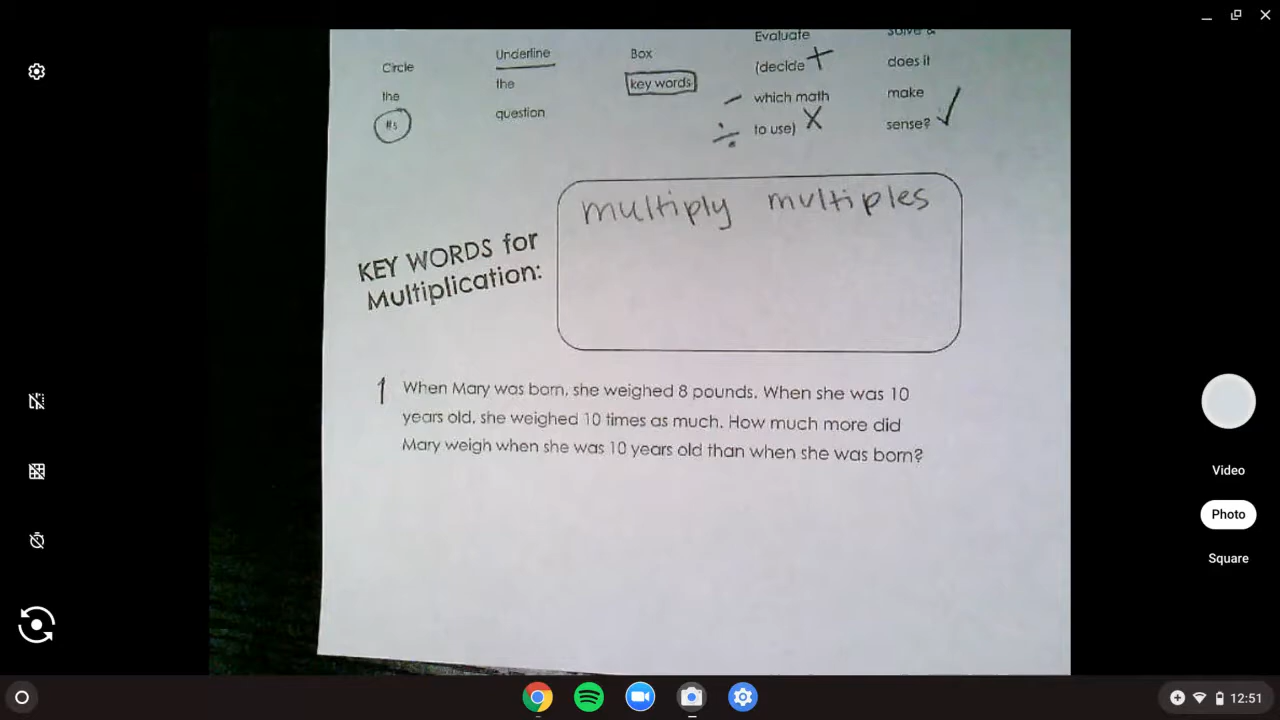 Circle
the
#s
Underline
the
question
Box
key words
Evaluate
(decide +
- which math
÷ to use) X
solve &
does it
make
sense? ✓
KEY WORDS for
Multiplication:
multiply multiples
1 When Mary was born, she weighed 8 pounds. When she was 10
years old, she weighed 10 times as much. How much more did
Mary weigh when she was 10 years old than when she was born?
Video
Photo
Square
12:51